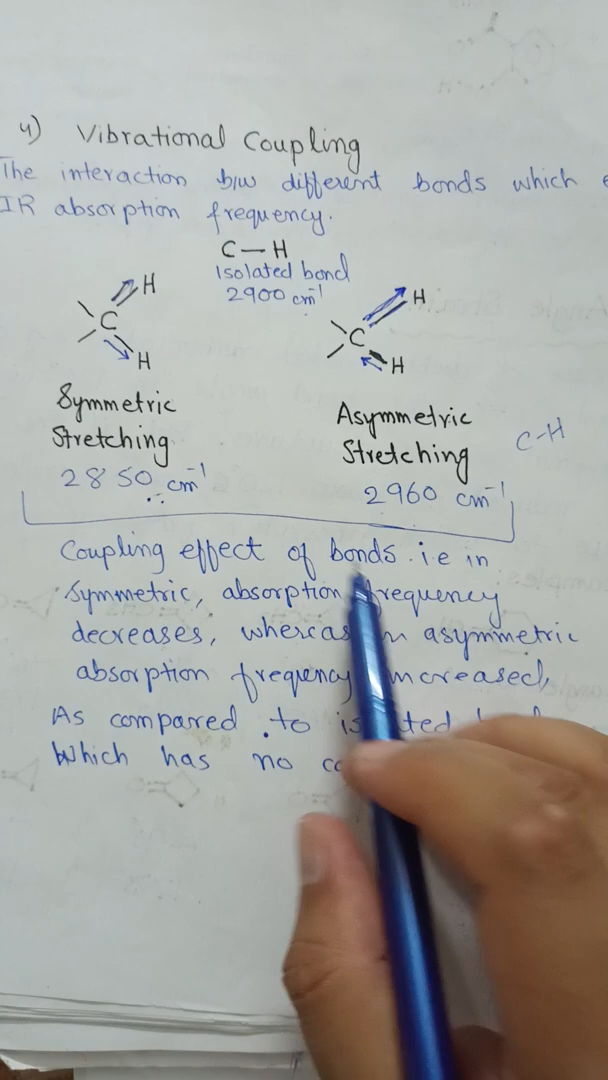 4) Vibrational Coupling
The interaction b/w different bonds which
IR absorption frequency.
C-H
Isolated bond
2900 cm⁻¹
H
C
H
Symmetric
Stretching
2850 cm⁻¹
H
C
H
Asymmetric
Stretching
2960 cm⁻¹
C-H
Coupling effect of bonds. i.e in
Symmetric, absorption frequency
decreases, whereas in asymmetric
absorption frequency increased,
As compared to isolated
Which has no